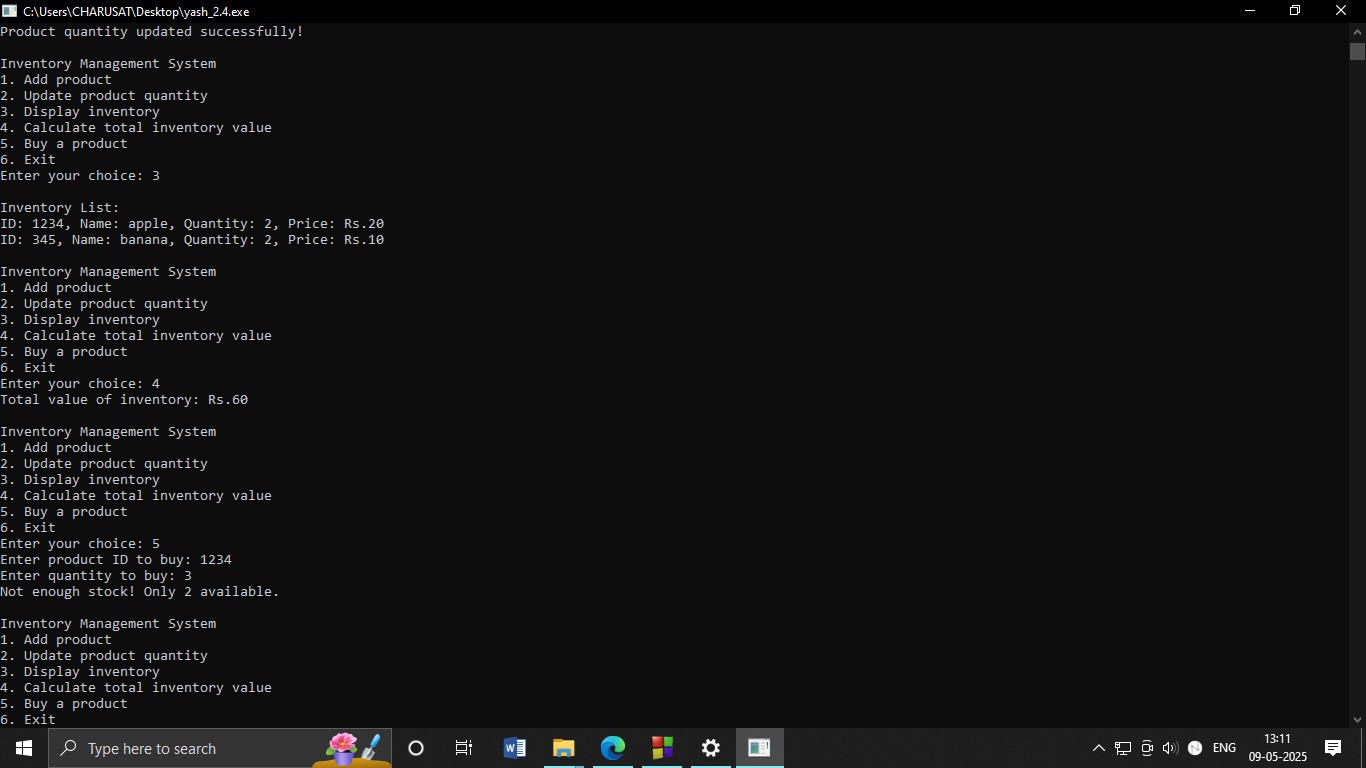 C:\Users\CHARUSAT\Desktop\yash_2.4.exe
Product quantity updated successfully!
Inventory Management System
1. Add product
2. Update product quantity
3. Display inventory
4. Calculate total inventory value
5. Buy a product
6. Exit
Enter your choice: 3
Inventory List:
ID: 1234, Name: apple, Quantity: 2, Price: Rs.20
ID: 345, Name: banana, Quantity: 2, Price: Rs.10
Inventory Management System
1. Add product
2. Update product quantity
3. Display inventory
4. Calculate total inventory value
5. Buy a product
6. Exit
Enter your choice: 4
Total value of inventory: Rs.60
Inventory Management System
1. Add product
2. Update product quantity
3. Display inventory
4. Calculate total inventory value
5. Buy a product
6. Exit
Enter your choice: 5
Enter product ID to buy: 1234
Enter quantity to buy: 3
Not enough stock! Only 2 available.
Inventory Management System
1. Add product
2. Update product quantity
3. Display inventory
4. Calculate total inventory value
5. Buy a product
6. Exit
Type here to search
W
N
ENG
13:11
09-05-2025